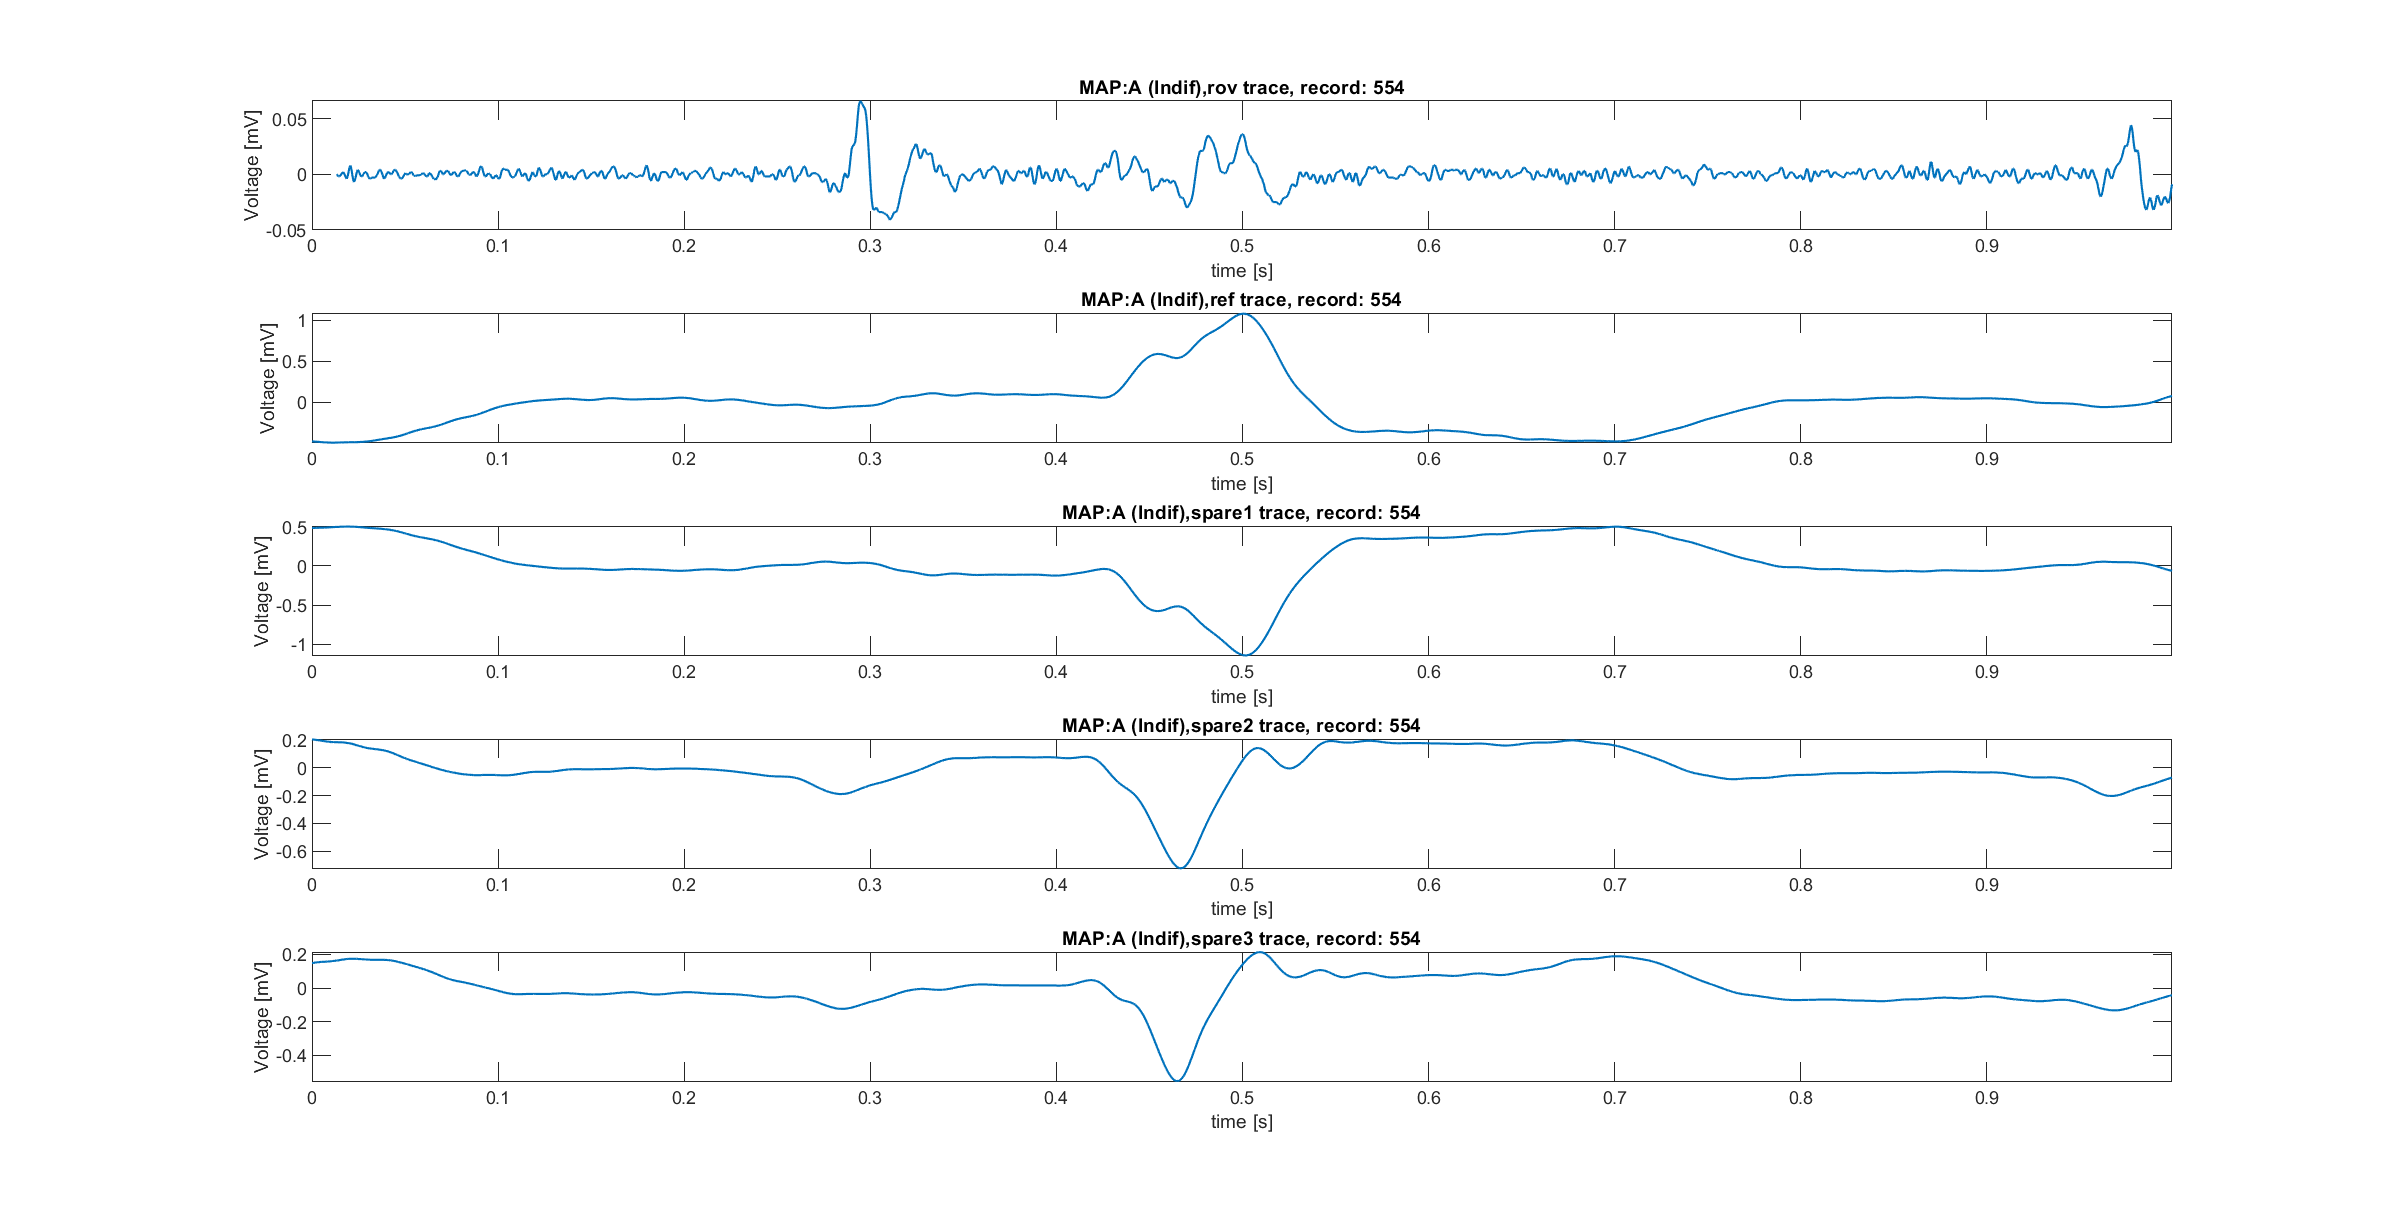 MAP:A (Indif),rov trace, record: 554
Voltage [mV]
0.05
0
-0.05
0 0.1 0.2 0.3 0.4 0.5 0.6 0.7 0.8 0.9
time [s]
MAP:A (Indif),ref trace, record: 554
Voltage [mV]
1
0.5
0
0 0.1 0.2 0.3 0.4 0.5 0.6 0.7 0.8 0.9
time [s]
MAP:A (Indif),spare1 trace, record: 554
Voltage [mV]
0.5
0
-0.5
-1
0 0.1 0.2 0.3 0.4 0.5 0.6 0.7 0.8 0.9
time [s]
MAP:A (Indif),spare2 trace, record: 554
Voltage [mV]
0.2
0
-0.2
-0.4
-0.6
0 0.1 0.2 0.3 0.4 0.5 0.6 0.7 0.8 0.9
time [s]
MAP:A (Indif),spare3 trace, record: 554
Voltage [mV]
0.2
0
-0.2
-0.4
0 0.1 0.2 0.3 0.4 0.5 0.6 0.7 0.8 0.9
time [s]